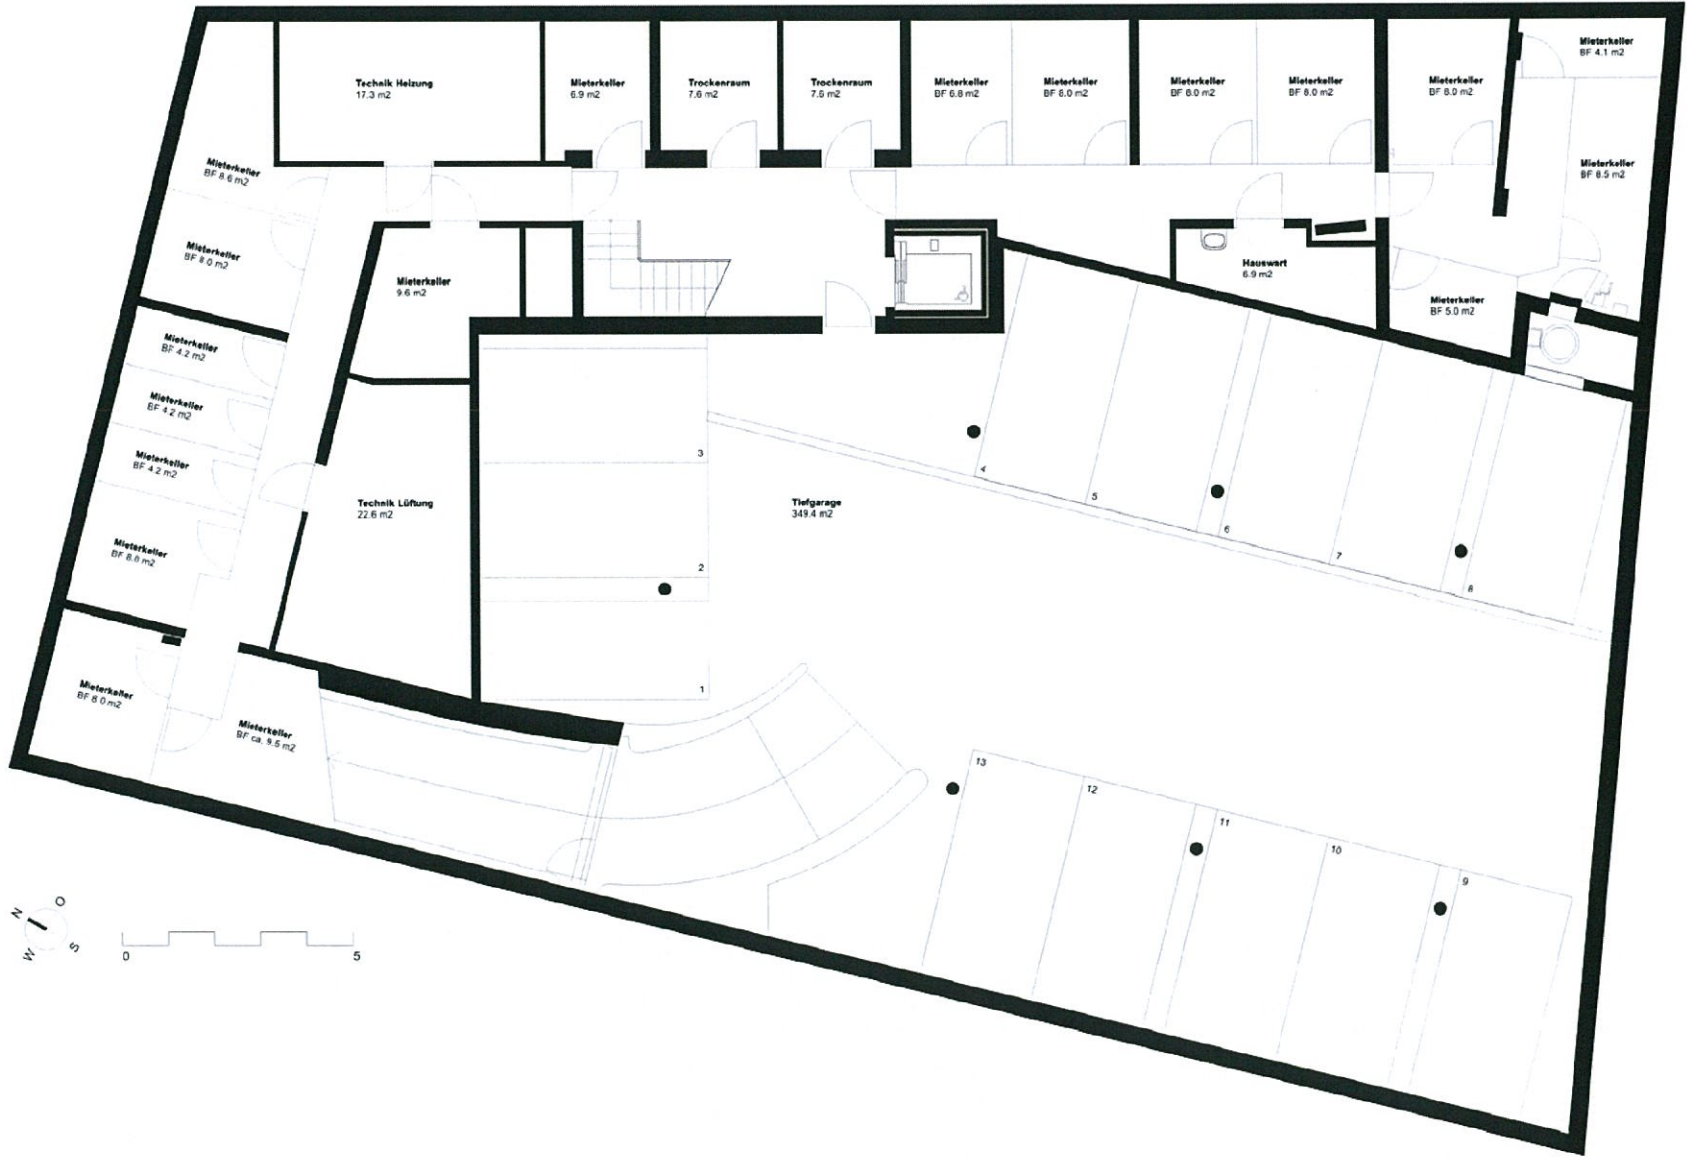 Technik Heizung
17.3 m2
Mieterkeller
6.9 m2
Trockenraum
7.6 m2
Trockenraum
7.6 m2
Mieterkeller
BF 6.8 m2
Mieterkeller
BF 8.0 m2
Mieterkeller
BF 8.0 m2
Mieterkeller
BF 8.0 m2
Mieterkeller
BF 8.0 m2
Mieterkeller
BF 4.1 m2
Mieterkeller
BF 8.5 m2
Mieterkeller
BF 8.6 m2
Mieterkeller
BF 8.0 m2
Mieterkeller
9.6 m2
Hauswart
6.9 m2
Mieterkeller
BF 5.0 m2
Mieterkeller
BF 4.2 m2
Mieterkeller
BF 4.2 m2
Mieterkeller
BF 4.2 m2
Technik Lüftung
22.6 m2
Tiefgarage
349.4 m2
Mieterkeller
BF 8.0 m2
Mieterkeller
BF 8.0 m2
Mieterkeller
BF ca. 9.5 m2
3
2
1
4
5
6
7
8
13
12
11
10
9
N
O
W
S
0
5